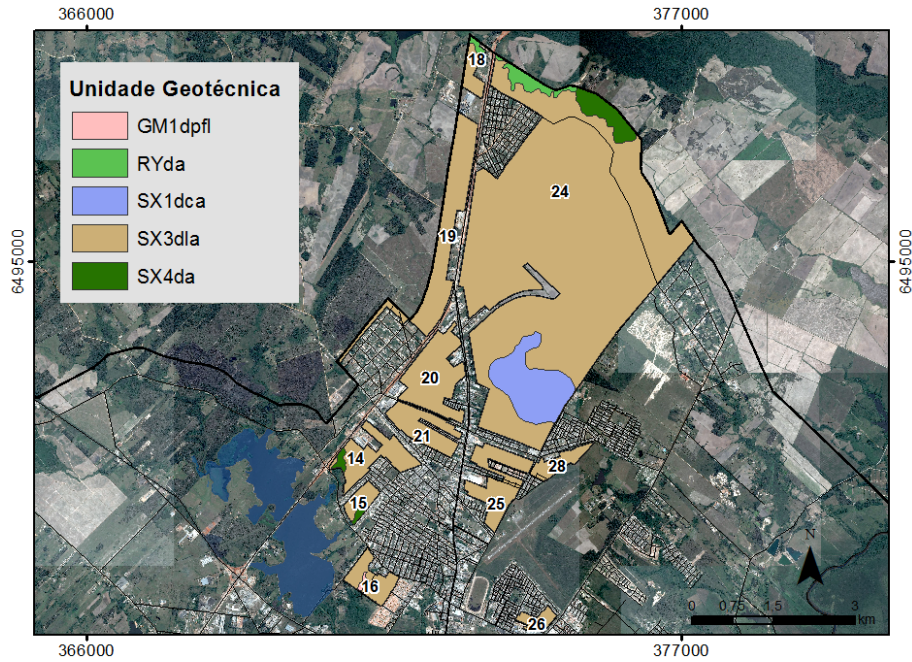 366000 377000
Unidade Geotécnica
GM1dpfl
RYda
SX1dca
SX3dla
SX4da
18
24
19
6495000 6495000
20
21
14
28
15
25
16
26
N
0 0,75 1,5 3
km
366000 377000